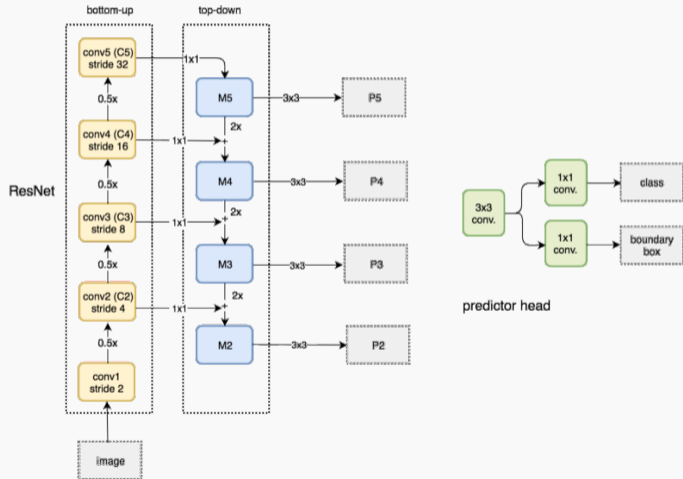 bottom-up
top-down
conv5 (C5)
stride 32
1x1
M5
3x3
P5
0.5x
2x
conv4 (C4)
stride 16
1x1
+
M4
3x3
P4
0.5x
2x
ResNet
conv3 (C3)
stride 8
1x1
+
M3
3x3
P3
0.5x
2x
conv2 (C2)
stride 4
1x1
+
M2
3x3
P2
0.5x
conv1
stride 2
image
3x3
conv.
1x1
conv.
class
1x1
conv.
boundary
box
predictor head